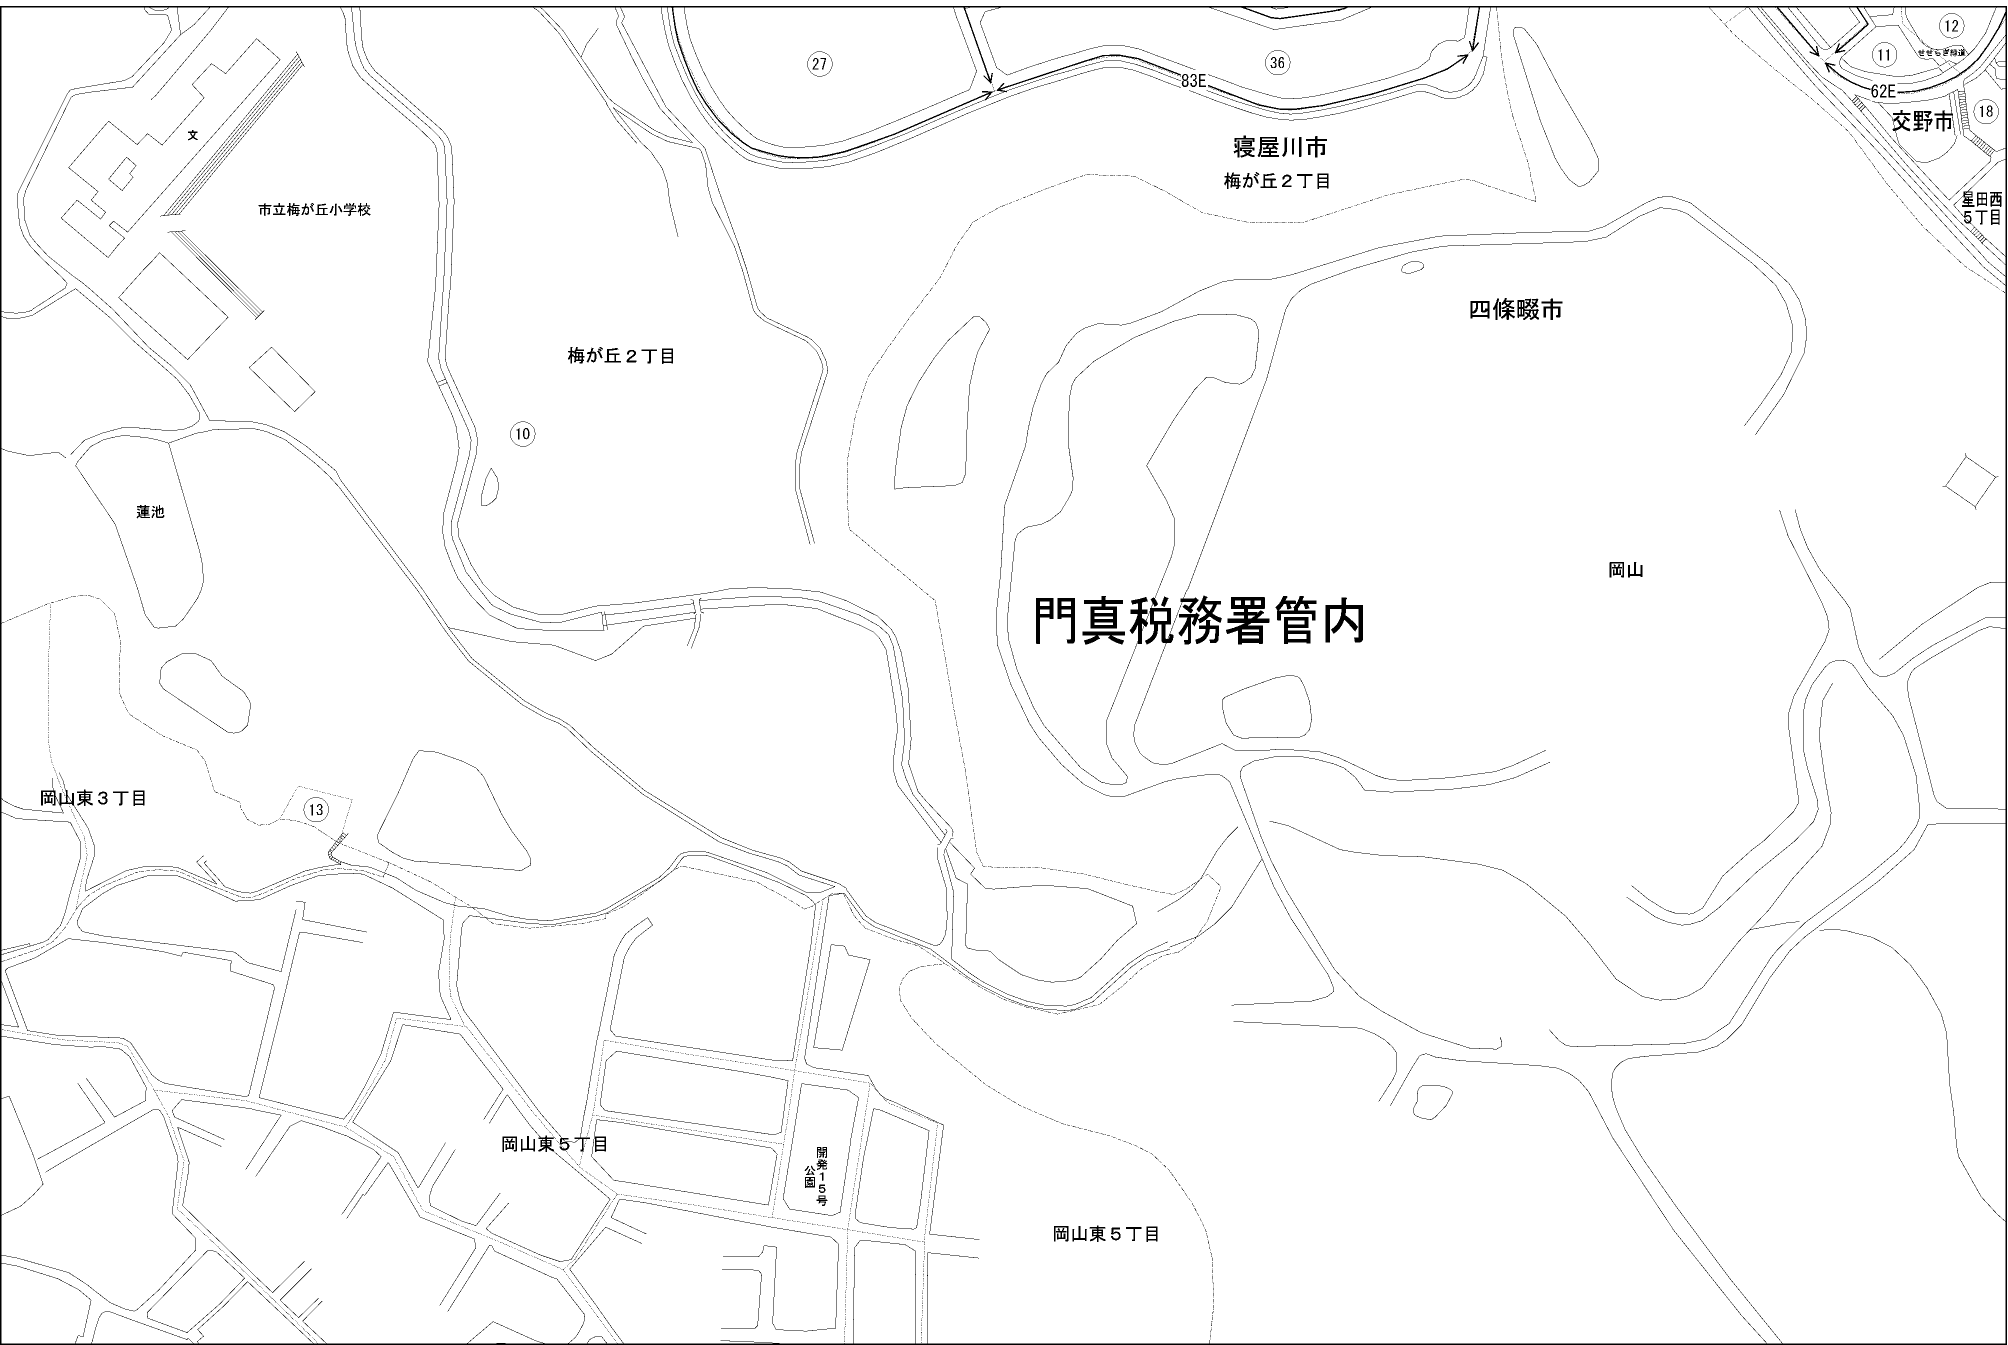 27
36
83E
11
12
せせらぎ緑道
62E
18
交野市
文
寝屋川市
梅が丘２丁目
市立梅が丘小学校
星田西
５丁目
四條畷市
梅が丘２丁目
10
蓮池
岡山
門真税務署管内
岡山東３丁目
13
岡山東５丁目
開発１５号
公園
岡山東５丁目